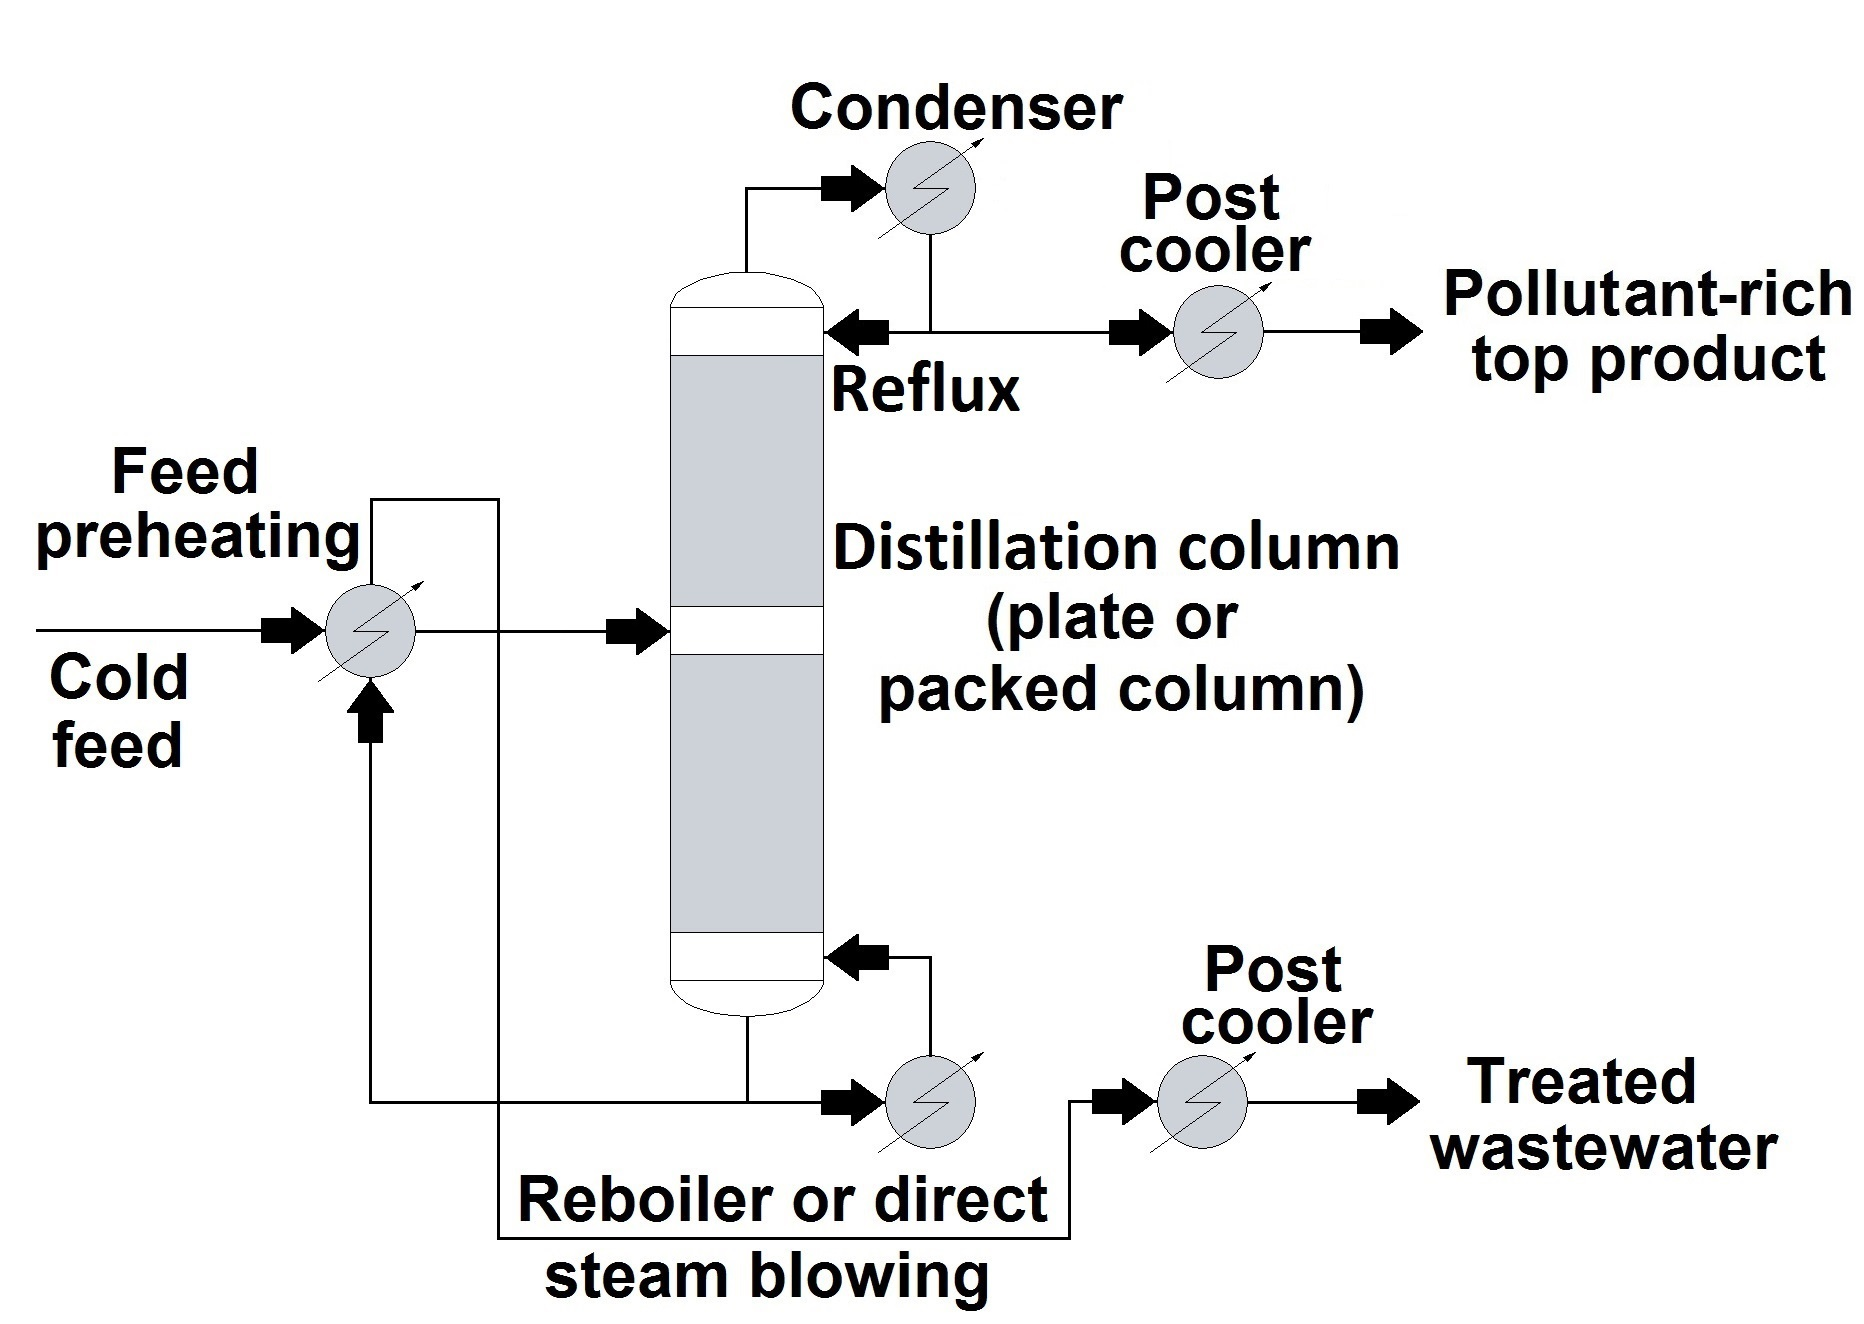 Condenser
Post
cooler
Pollutant-rich
top product
Reflux
Feed
preheating
Cold
feed
Distillation column
(plate or
packed column)
Post
cooler
Treated
wastewater
Reboiler or direct
steam blowing